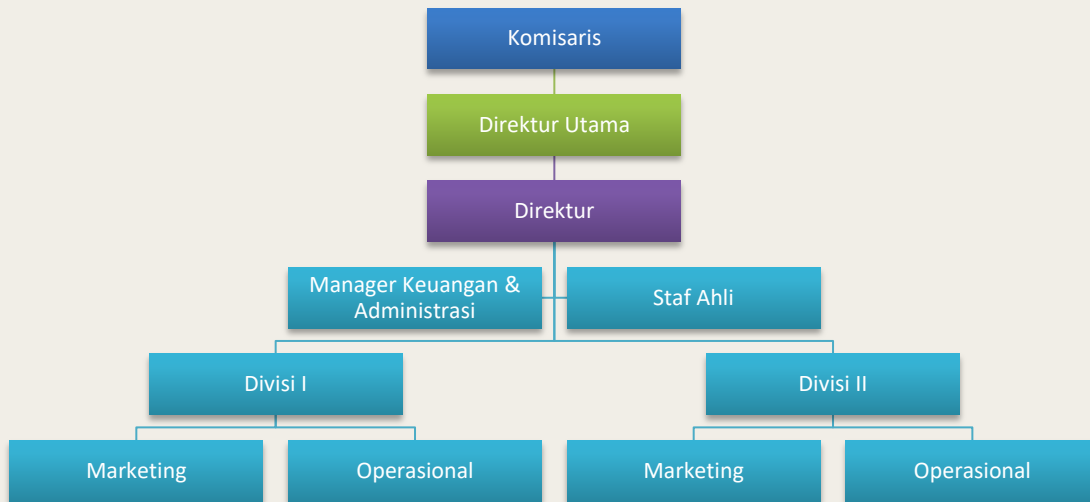 Komisaris
Direktur Utama
Direktur
Manager Keuangan &
Administrasi
Staf Ahli
Divisi I
Divisi II
Marketing
Operasional
Marketing
Operasional